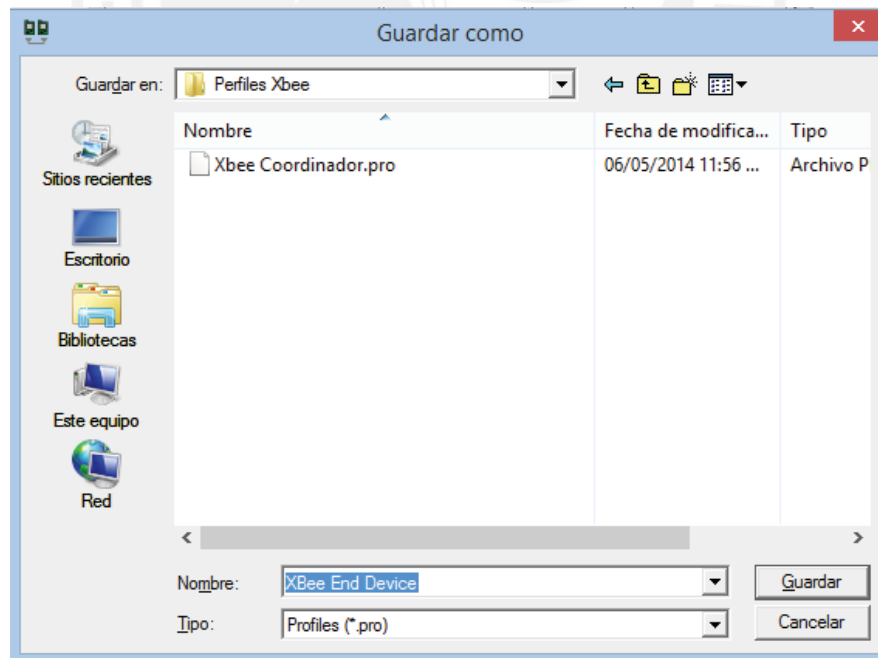 Guardar como
Guardar en: Perfiles Xbee
Nombre Fecha de modifica... Tipo
Xbee Coordinador.pro 06/05/2014 11:56 ... Archivo P
Sitios recientes
Escritorio
Bibliotecas
Este equipo
Red
Nombre: XBee End Device Guardar
Tipo: Profiles (*.pro) Cancelar